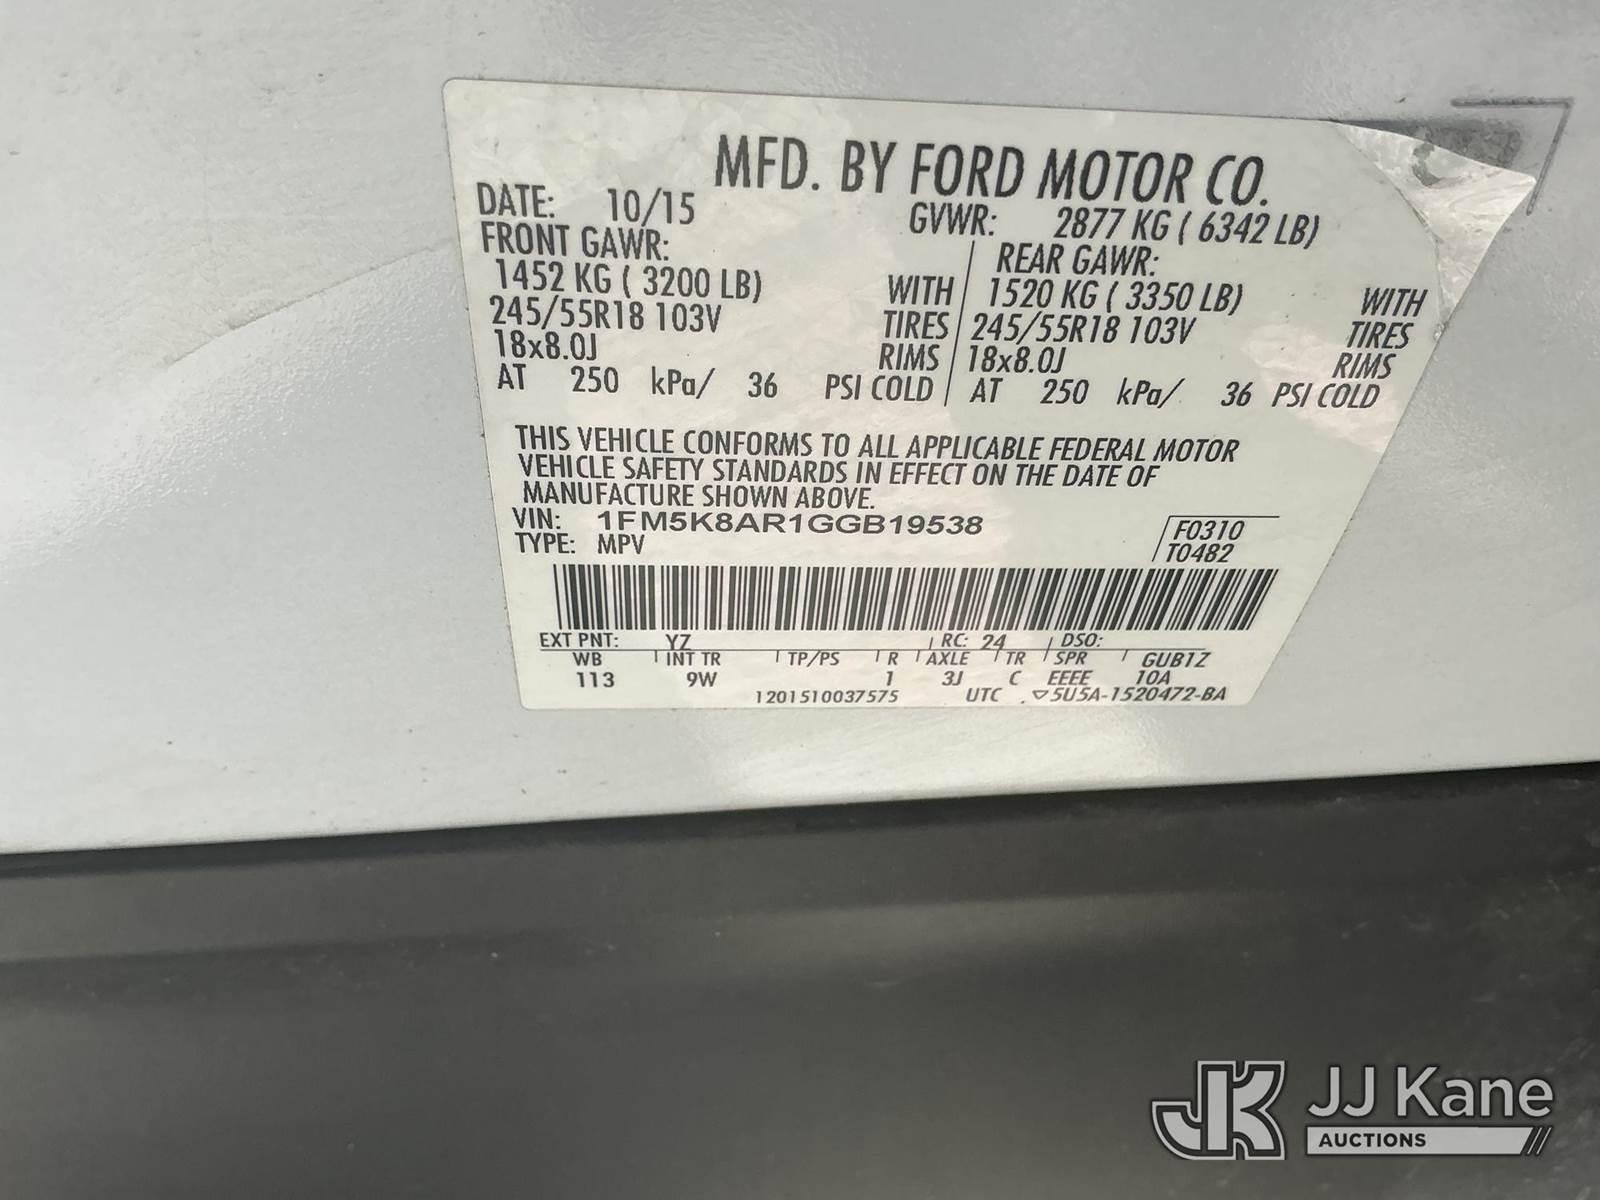 MFD. BY FORD MOTOR CO.
DATE: 10/15 GVWR: 2877 KG ( 6342 LB)
FRONT GAWR: REAR GAWR:
1452 KG ( 3200 LB) WITH 1520 KG ( 3350 LB) WITH
245/55R18 103V TIRES 245/55R18 103V TIRES
18x8.0J RIMS 18x8.0J RIMS
AT 250 kPa/ 36 PSI COLD AT 250 kPa/ 36 PSI COLD
THIS VEHICLE CONFORMS TO ALL APPLICABLE FEDERAL MOTOR
VEHICLE SAFETY STANDARDS IN EFFECT ON THE DATE OF
MANUFACTURE SHOWN ABOVE.
VIN: 1FM5K8AR1GGB19538 F0310
TYPE: MPV T0482
EXT PNT: YZ RC: 24 DSO:
WB INT TR TP/PS R AXLE TR SPR GUB1Z
113 9W 1 3J C EEEE 10A
1201510037575 UTC ▽5U5A-1520472-BA
JK JJ Kane
AUCTIONS